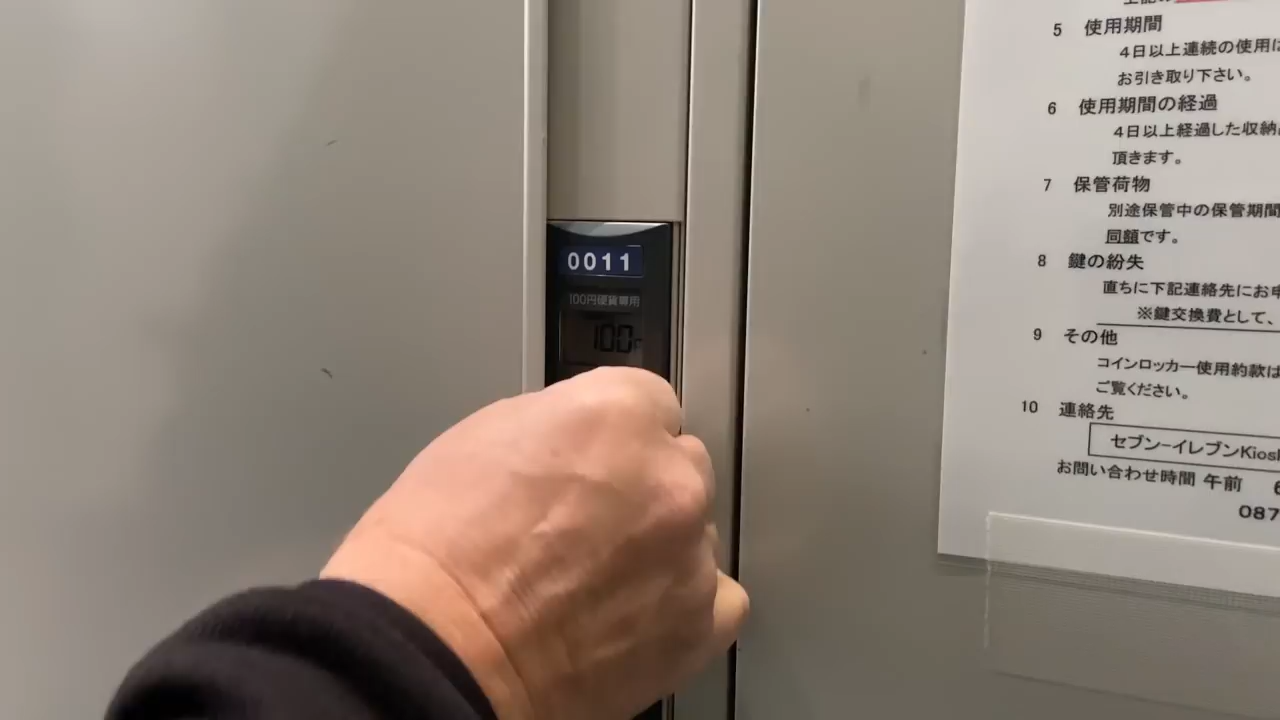 0011
100円硬貨専用
100
5 使用期間
4日以上連続の使用は
お引き取り下さい。
6 使用期間の経過
4日以上経過した収納
頂きます。
7 保管荷物
別途保管中の保管期間
同額です。
8 鍵の紛失
直ちに下記連絡先にお申
※鍵交換費として、
9 その他
コインロッカー使用約款は
ご覧ください。
10 連絡先
セブン-イレブンKiosk
お問い合わせ時間 午前 6
087